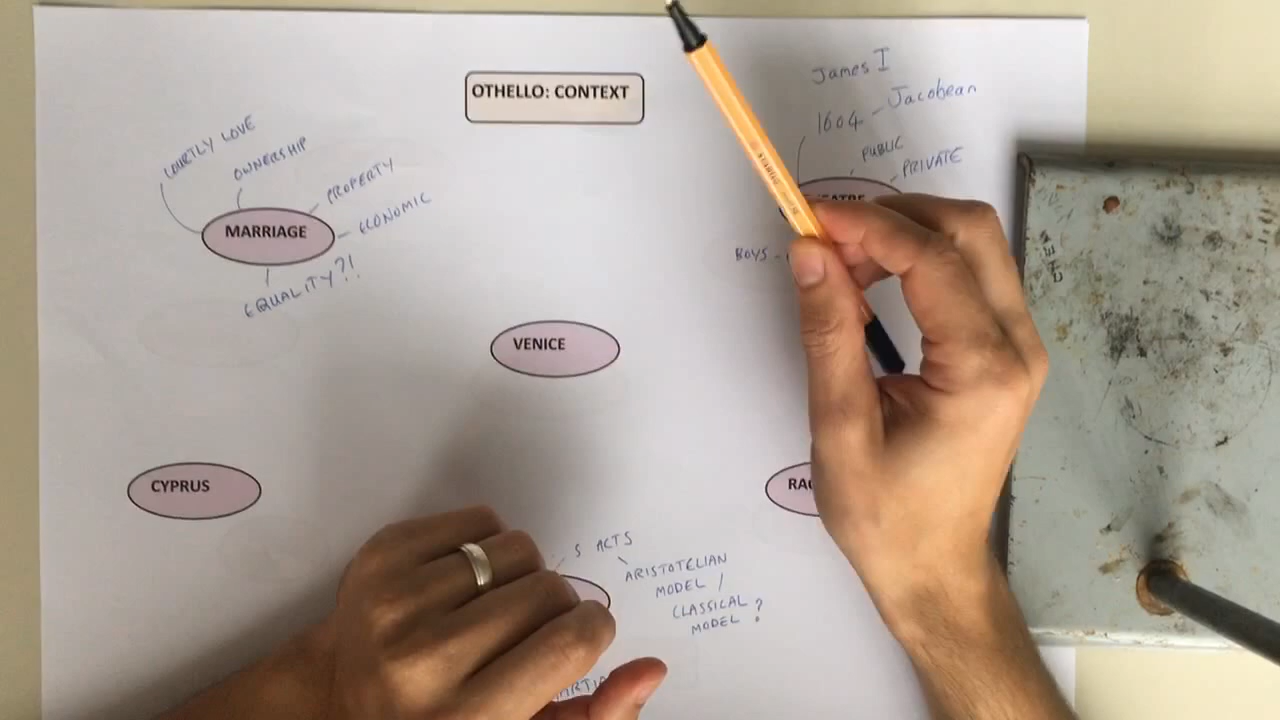 OTHELLO: CONTEXT
James I
1604 - Jacobean
PUBLIC
PRIVATE
BOYS -
COURTLY LOVE
OWNERSHIP
PROPERTY
ECONOMIC
MARRIAGE
EQUALITY?!
VENICE
CYPRUS
5 ACTS
ARISTOTELIAN
MODEL /
CLASSICAL
MODEL ?